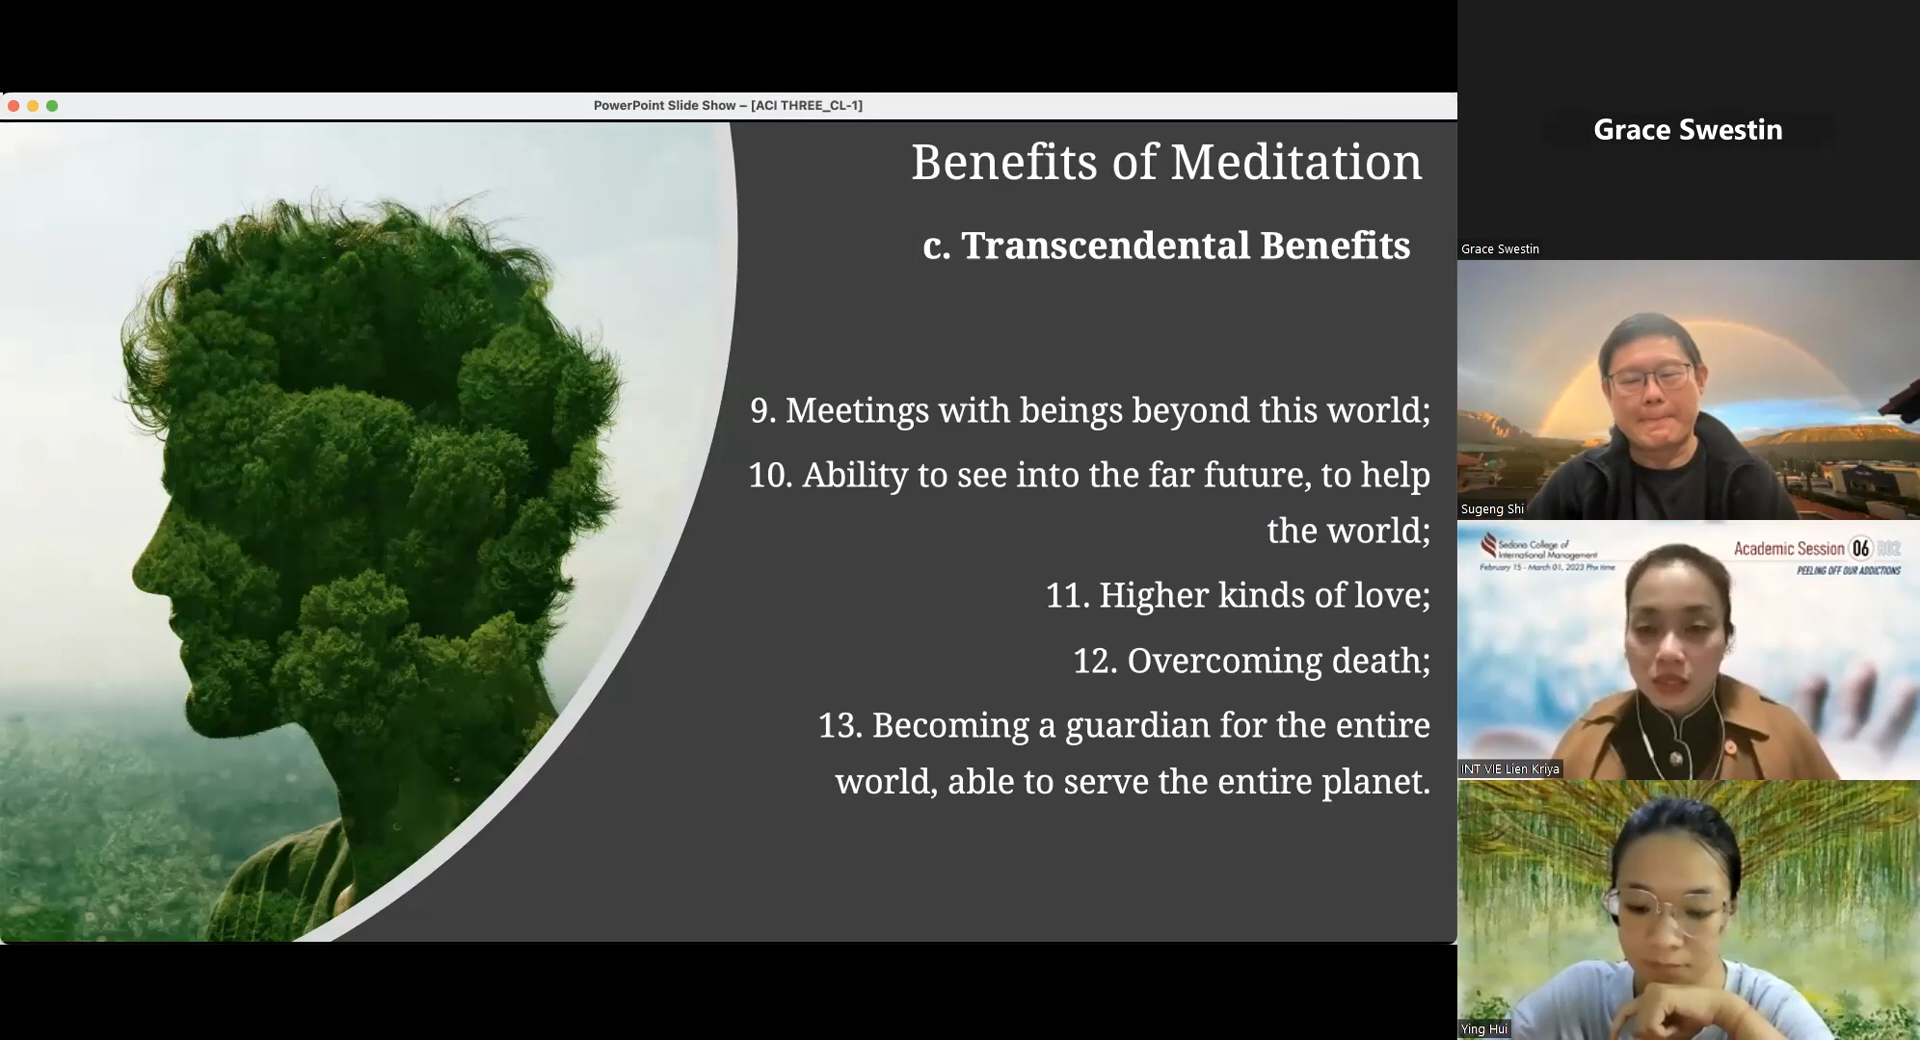 PowerPoint Slide Show – [ACI THREE_CL-1]
Benefits of Meditation
c. Transcendental Benefits
9. Meetings with beings beyond this world;
10. Ability to see into the far future, to help
the world;
11. Higher kinds of love;
12. Overcoming death;
13. Becoming a guardian for the entire
world, able to serve the entire planet.
Grace Swestin
Grace Swestin
Sugeng Shi
Sedona College of
International Management
February 15 - March 01, 2023 Phx time
Academic Session 06 R02
PEELING OFF OUR ADDICTIONS
INT VIE Lien Kriya
Ying Hui